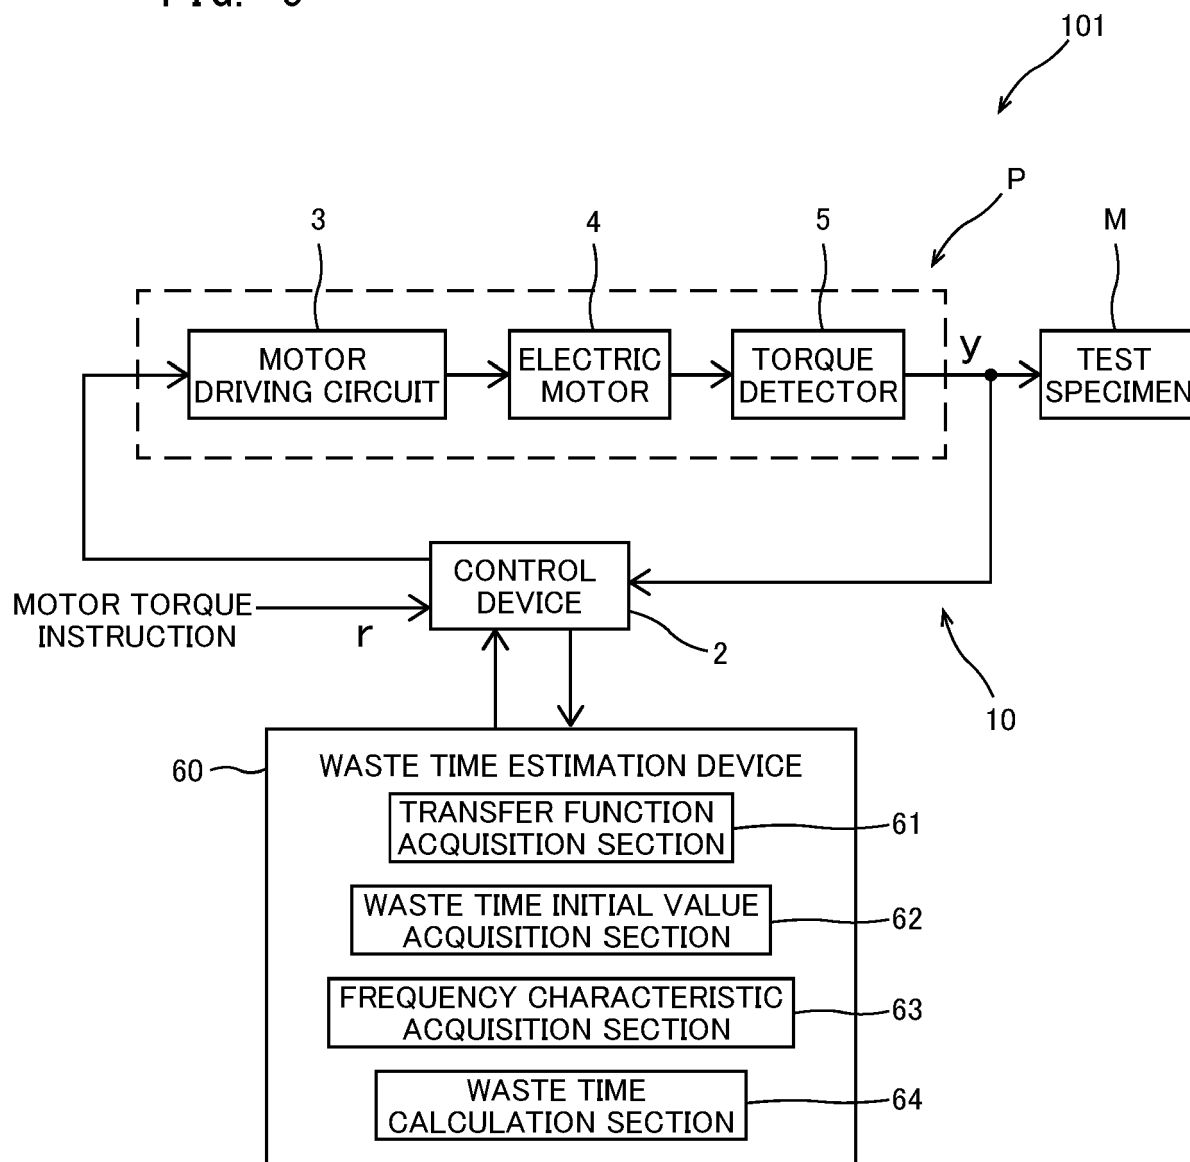 101
P
3
4
5
M
MOTOR
DRIVING CIRCUIT
ELECTRIC
MOTOR
TORQUE
DETECTOR
y
TEST
SPECIMEN
CONTROL
DEVICE
MOTOR TORQUE
INSTRUCTION
r
2
10
60
WASTE TIME ESTIMATION DEVICE
TRANSFER FUNCTION
ACQUISITION SECTION
61
WASTE TIME INITIAL VALUE
ACQUISITION SECTION
62
FREQUENCY CHARACTERISTIC
ACQUISITION SECTION
63
WASTE TIME
CALCULATION SECTION
64